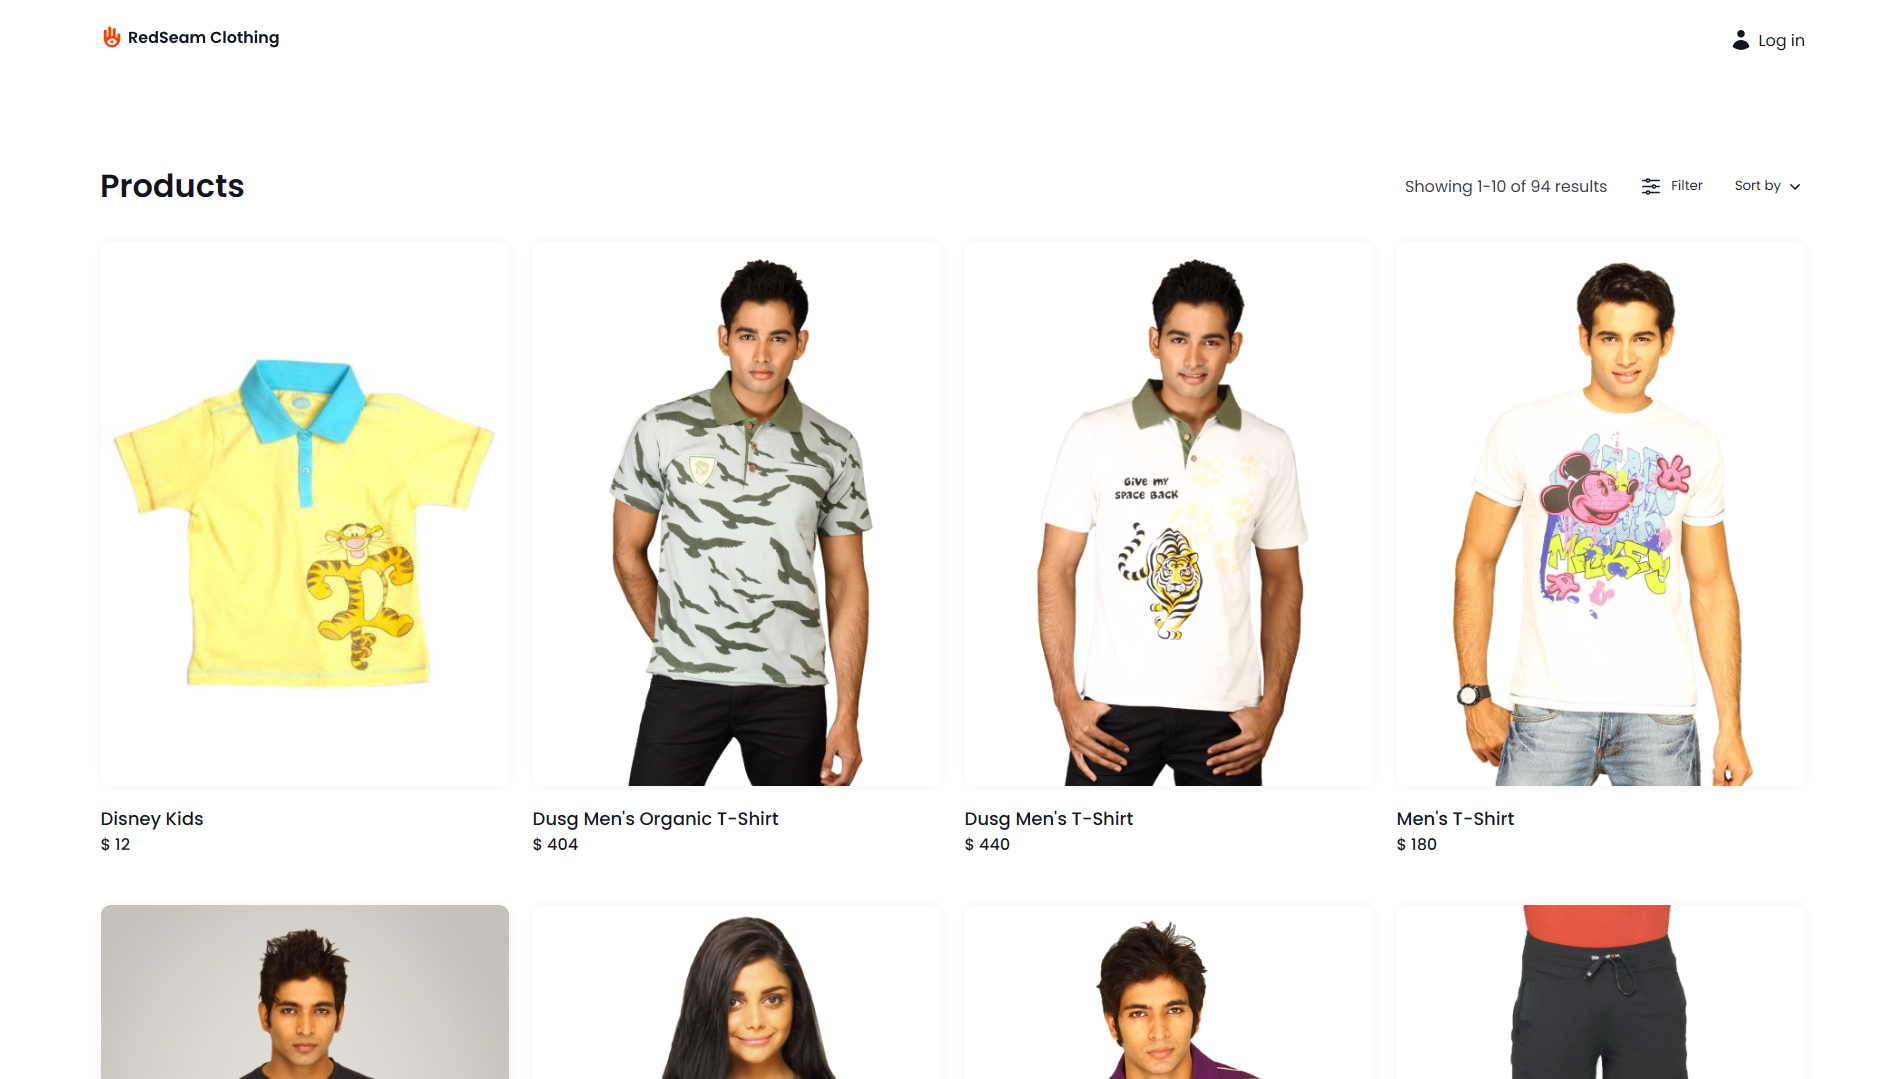 RedSeam Clothing
Log in
Products
Showing 1-10 of 94 results
Filter
Sort by
GiVE MY
SPACE BACK
Disney Kids
$ 12
Dusg Men's Organic T-Shirt
$ 404
Dusg Men's T-Shirt
$ 440
Men's T-Shirt
$ 180